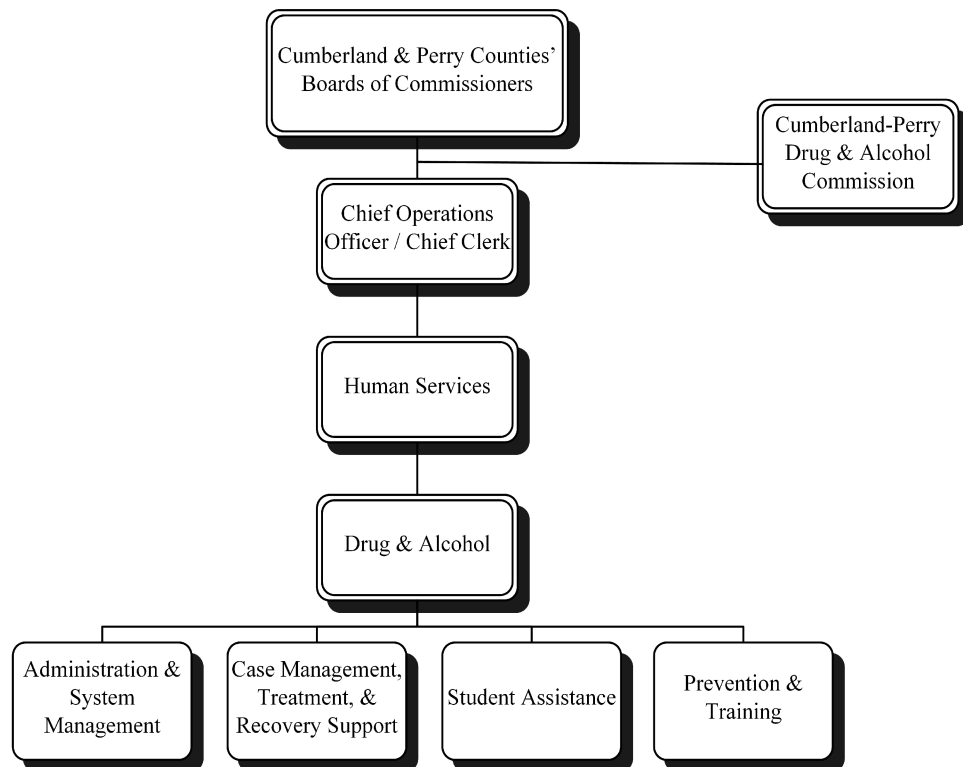 Cumberland & Perry Counties’
Boards of Commissioners
Cumberland-Perry
Drug & Alcohol
Commission
Chief Operations
Officer / Chief Clerk
Human Services
Drug & Alcohol
Administration &
System
Management
Case Management,
Treatment, &
Recovery Support
Student Assistance
Prevention &
Training